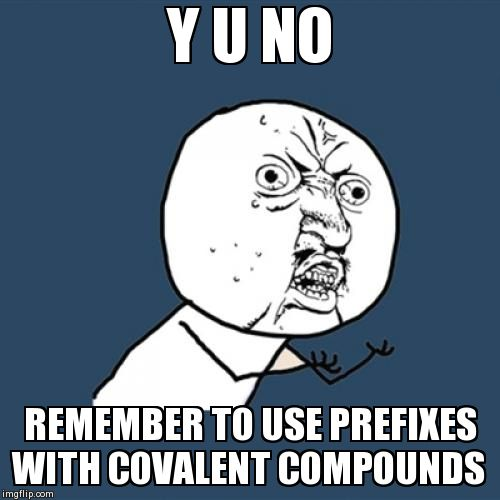 Y U NO
REMEMBER TO USE PREFIXES
WITH COVALENT COMPOUNDS
imgflip.com